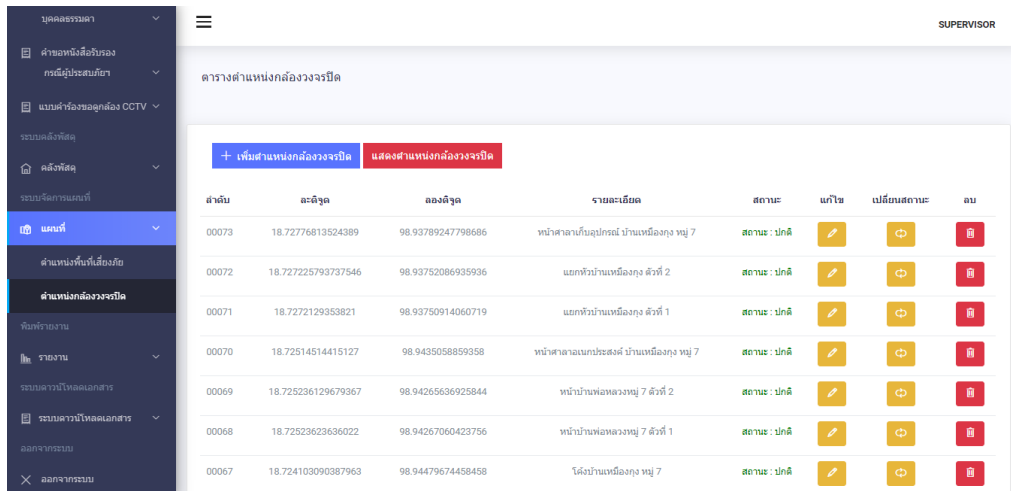 บุคคลธรรมดา
คำขอหนังสือรับรอง
กรณีผู้ประสบภัยฯ
แบบคำร้องขอดูกล้อง CCTV
ระบบคลังพัสดุ
คลังพัสดุ
ระบบจัดการแผนที่
แผนที่
ตำแหน่งพื้นที่เสี่ยงภัย
ตำแหน่งกล้องวงจรปิด
พิมพ์รายงาน
รายงาน
ระบบดาวน์โหลดเอกสาร
ระบบดาวน์โหลดเอกสาร
ออกจากระบบ
ออกจากระบบ
SUPERVISOR
ตารางตำแหน่งกล้องวงจรปิด
+ เพิ่มตำแหน่งกล้องวงจรปิด แสดงตำแหน่งกล้องวงจรปิด
ลำดับ ละติจูด ลองติจูด รายละเอียด สถานะ แก้ไข เปลี่ยนสถานะ ลบ
00073 18.72776813524389 98.93789247798686 หน้าศาลาเก็บอุปกรณ์ บ้านเหมืองกุง หมู่ 7 สถานะ : ปกติ
00072 18.727225793737546 98.93752086935936 แยกหัวบ้านเหมืองกุง ตัวที่ 2 สถานะ : ปกติ
00071 18.7272129353821 98.93750914060719 แยกหัวบ้านเหมืองกุง ตัวที่ 1 สถานะ : ปกติ
00070 18.72514514415127 98.9435058859358 หน้าศาลาอเนกประสงค์ บ้านเหมืองกุง หมู่ 7 สถานะ : ปกติ
00069 18.725236129679367 98.94265636925844 หน้าบ้านพ่อหลวงหมู่ 7 ตัวที่ 2 สถานะ : ปกติ
00068 18.72523623636022 98.94267060423756 หน้าบ้านพ่อหลวงหมู่ 7 ตัวที่ 1 สถานะ : ปกติ
00067 18.724103090387963 98.94479674458458 โค้งบ้านเหมืองกุง หมู่ 7 สถานะ : ปกติ